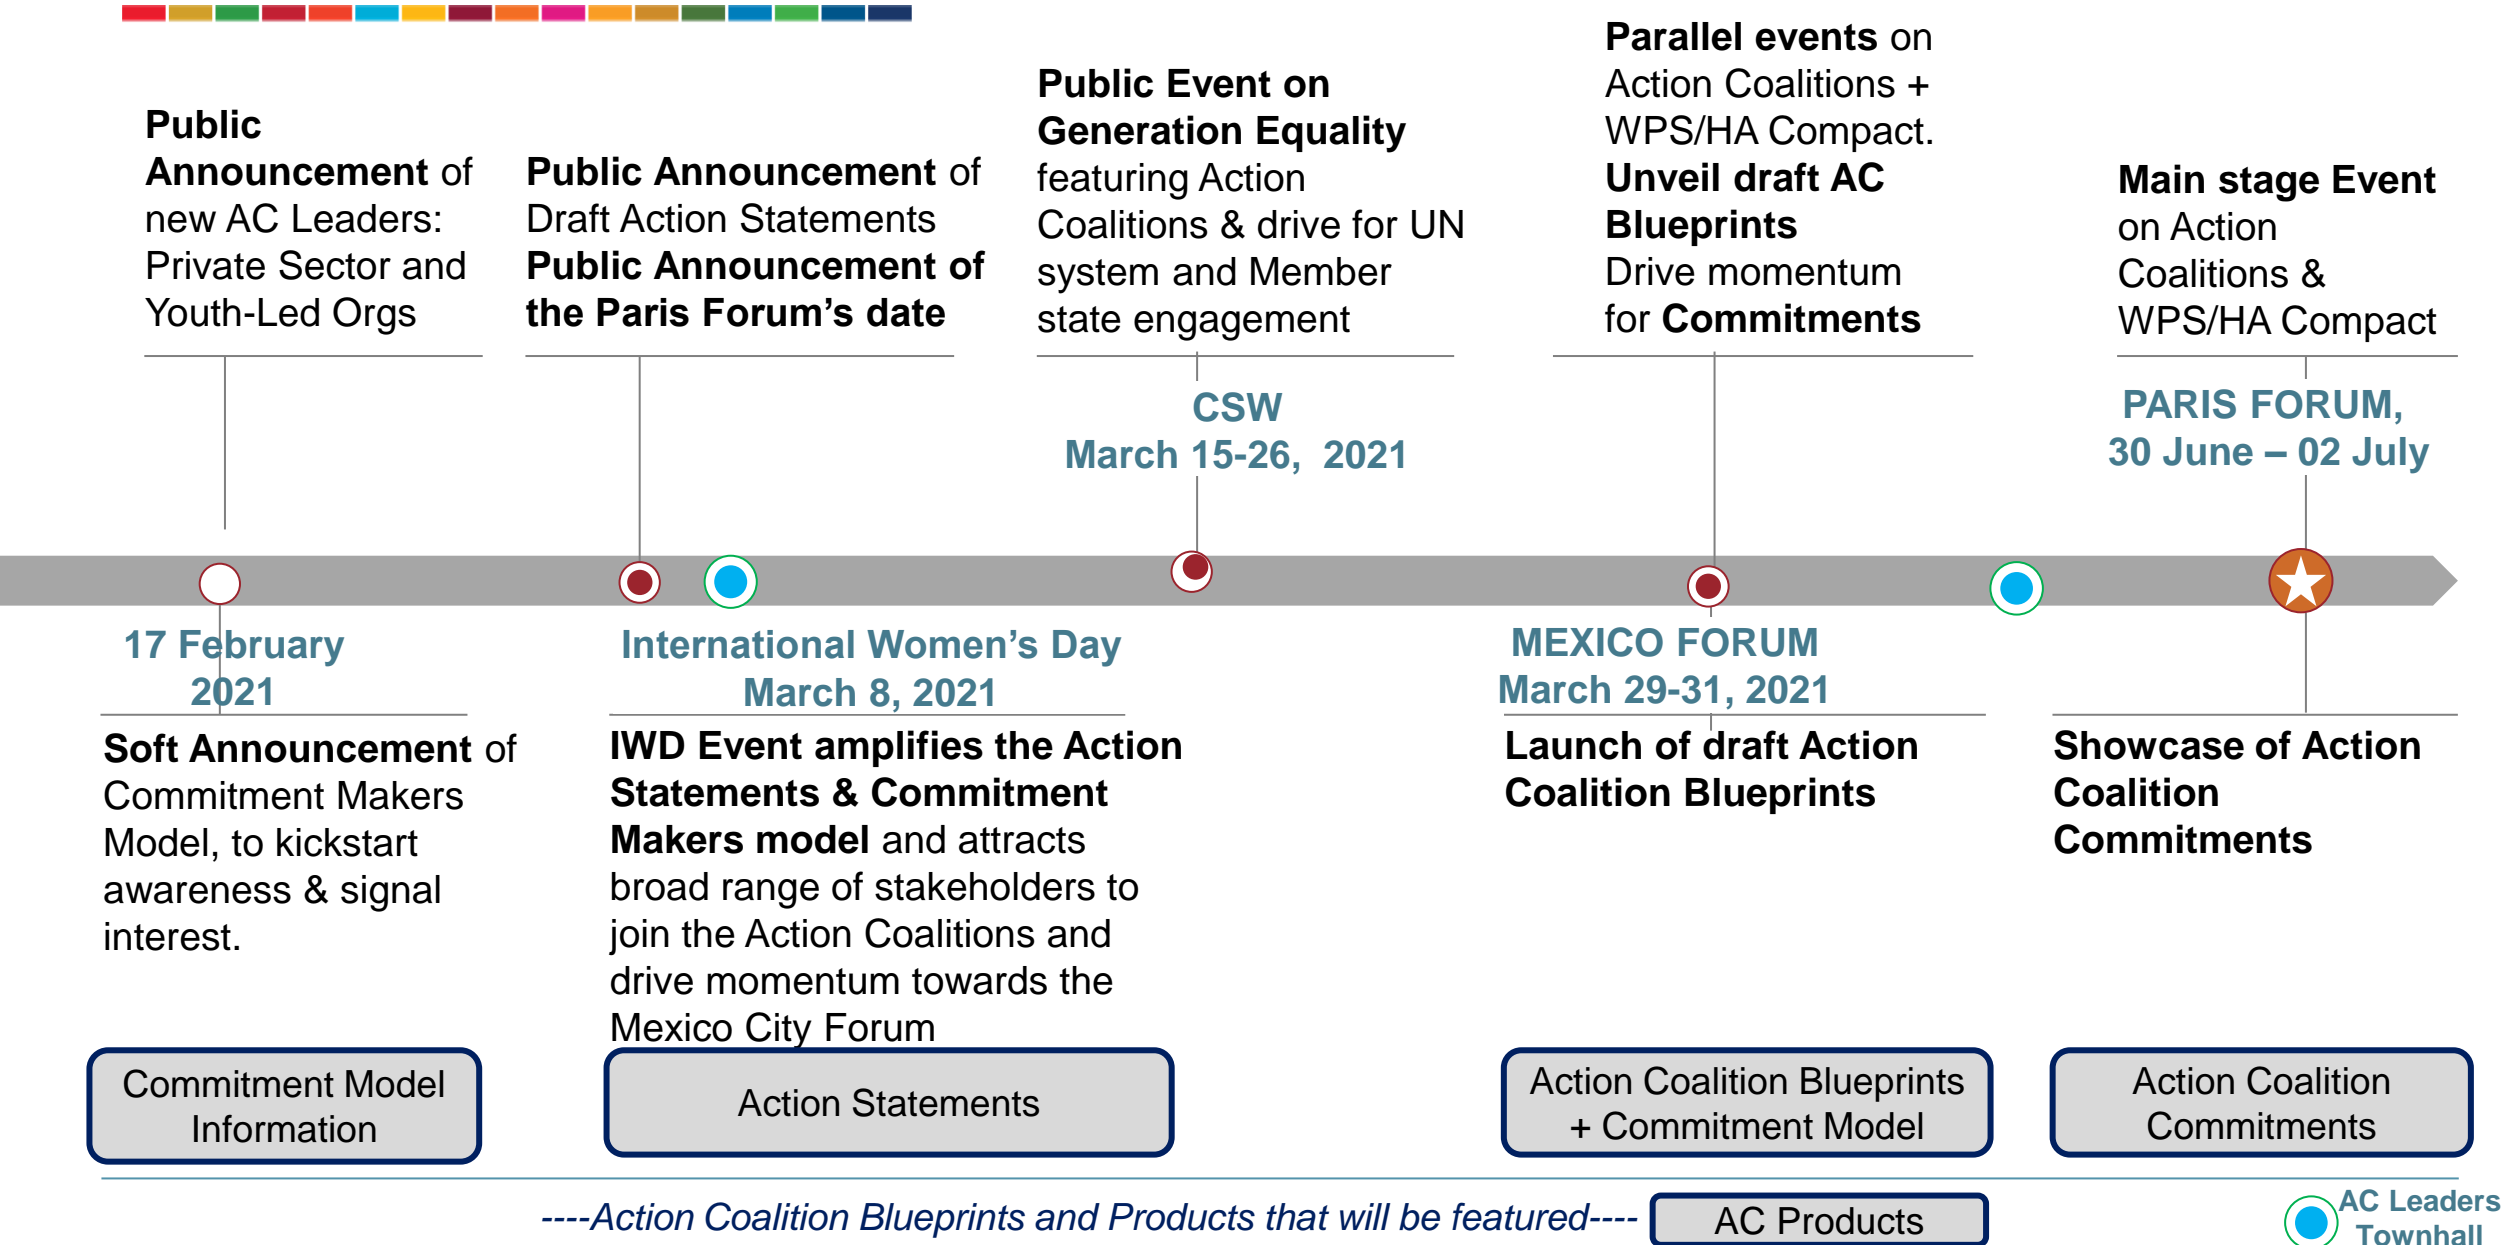 Public
Announcement of
new AC Leaders:
Private Sector and
Youth-Led Orgs
Public Announcement of
Draft Action Statements
Public Announcement of
the Paris Forum’s date
Public Event on
Generation Equality
featuring Action
Coalitions & drive for UN
system and Member
state engagement
Parallel events on
Action Coalitions +
WPS/HA Compact.
Unveil draft AC
Blueprints
Drive momentum
for Commitments
Main stage Event
on Action
Coalitions &
WPS/HA Compact
CSW
March 15-26, 2021
PARIS FORUM,
30 June – 02 July
17 February
2021
International Women’s Day
March 8, 2021
MEXICO FORUM
March 29-31, 2021
Soft Announcement of
Commitment Makers
Model, to kickstart
awareness & signal
interest.
IWD Event amplifies the Action
Statements & Commitment
Makers model and attracts
broad range of stakeholders to
join the Action Coalitions and
drive momentum towards the
Mexico City Forum
Launch of draft Action
Coalition Blueprints
Showcase of Action
Coalition
Commitments
Commitment Model
Information
Action Statements
Action Coalition Blueprints
+ Commitment Model
Action Coalition
Commitments
----Action Coalition Blueprints and Products that will be featured----
AC Products
AC Leaders
Townhall